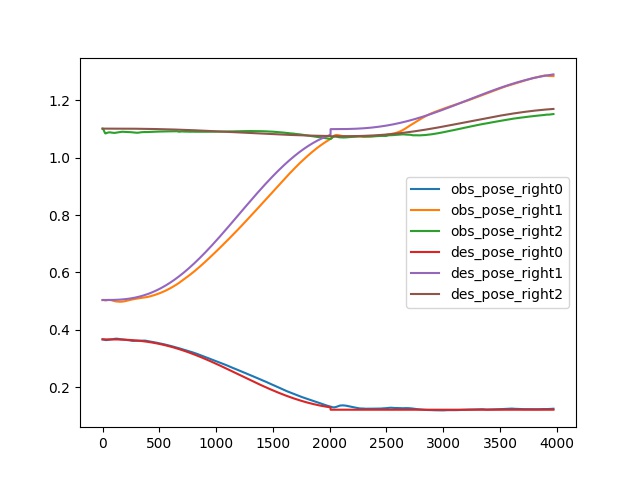 1.2
1.0
0.8
0.6
0.4
0.2
obs_pose_right0
obs_pose_right1
obs_pose_right2
des_pose_right0
des_pose_right1
des_pose_right2
0 500 1000 1500 2000 2500 3000 3500 4000